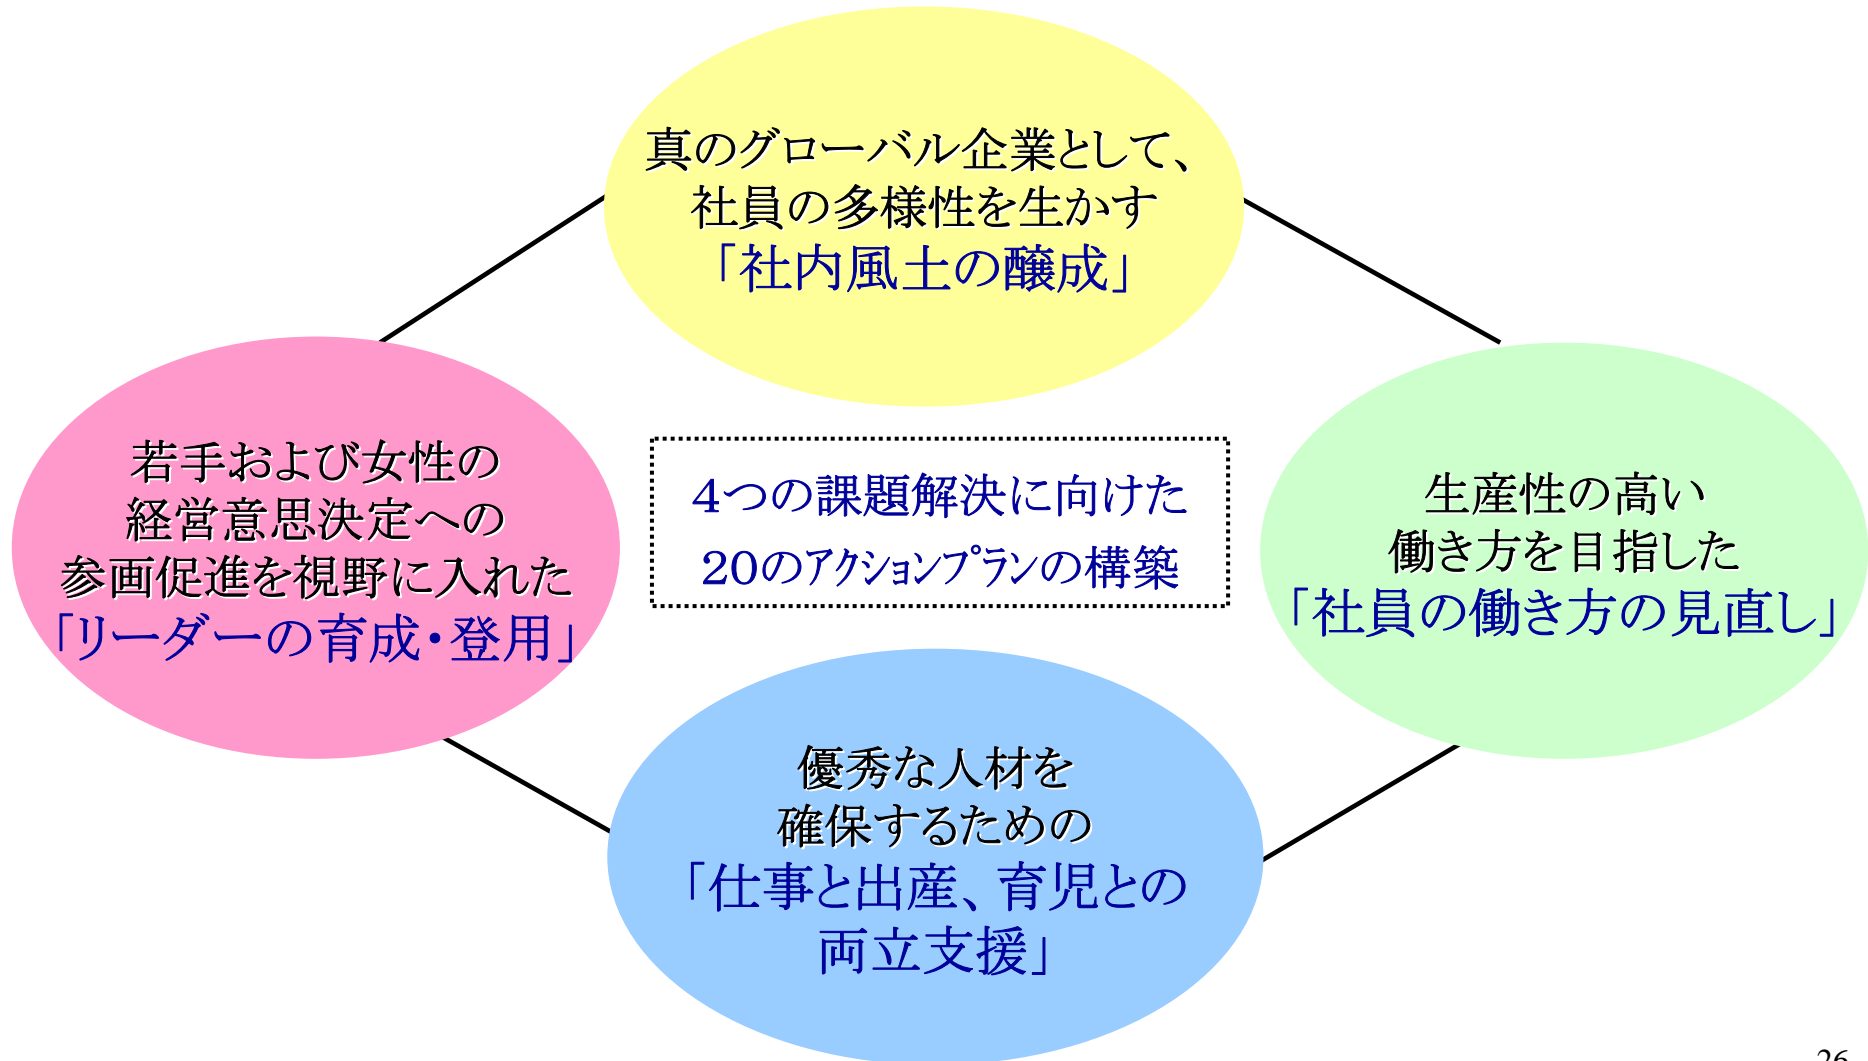 真のグローバル企業として、
社員の多様性を生かす
「社内風土の醸成」
若手および女性の
経営意思決定への
参画促進を視野に入れた
「リーダーの育成・登用」
4つの課題解決に向けた
20のアクションプランの構築
生産性の高い
働き方を目指した
「社員の働き方の見直し」
優秀な人材を
確保するための
「仕事と出産、育児との
両立支援」
26